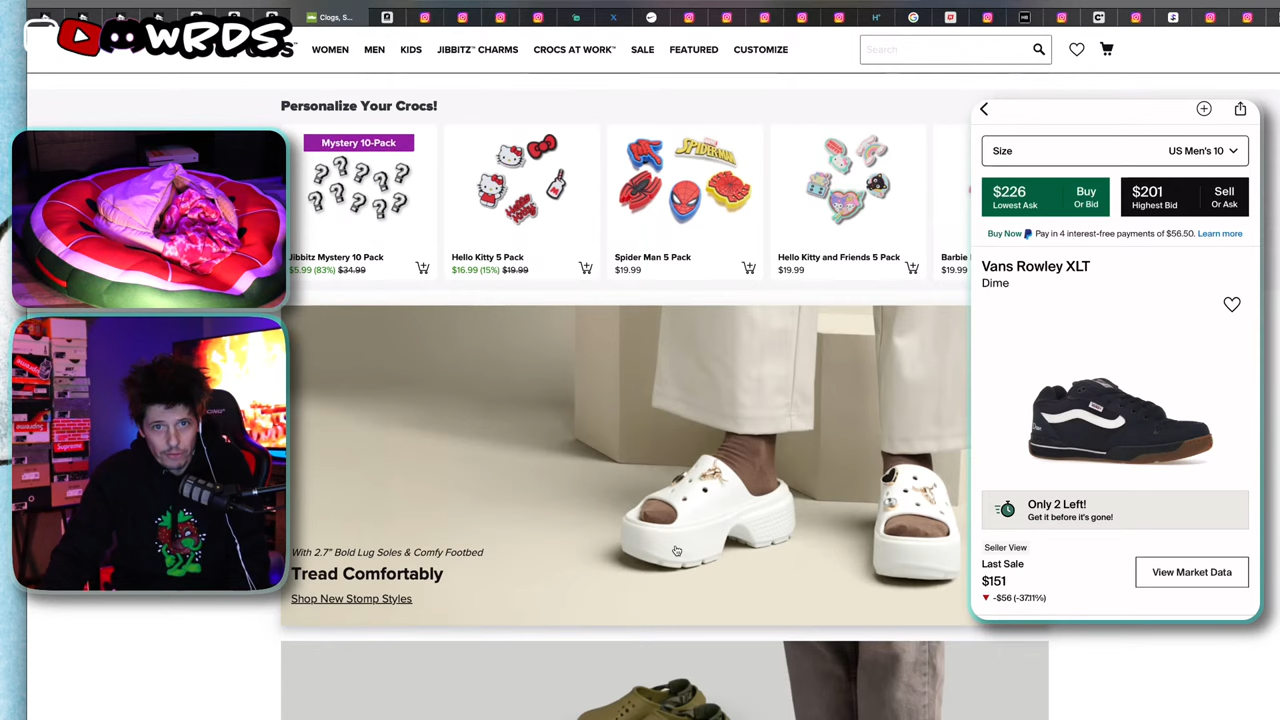 Clogs, S...
WRDS
S
WOMEN MEN KIDS JIBBITZ™ CHARMS CROCS AT WORK™ SALE FEATURED CUSTOMIZE
Search
Personalize Your Crocs!
Mystery 10-Pack
Jibbitz Mystery 10 Pack
$5.99 (83%) $34.99
Hello Kitty 5 Pack
$16.99 (15%) $19.99
SPIDER-MAN
Spider Man 5 Pack
$19.99
Hello Kitty and Friends 5 Pack
$19.99
Barbie
$19.99
With 2.7" Bold Lug Soles & Comfy Footbed
Tread Comfortably
Shop New Stomp Styles
Supreme
Supreme
Size US Men's 10
$226 Buy
Lowest Ask Or Bid
$201 Sell
Highest Bid Or Ask
Buy Now Pay in 4 interest-free payments of $56.50. Learn more
Vans Rowley XLT
Dime
Only 2 Left!
Get it before it's gone!
Seller View
Last Sale
$151
-$56 (-37.11%)
View Market Data